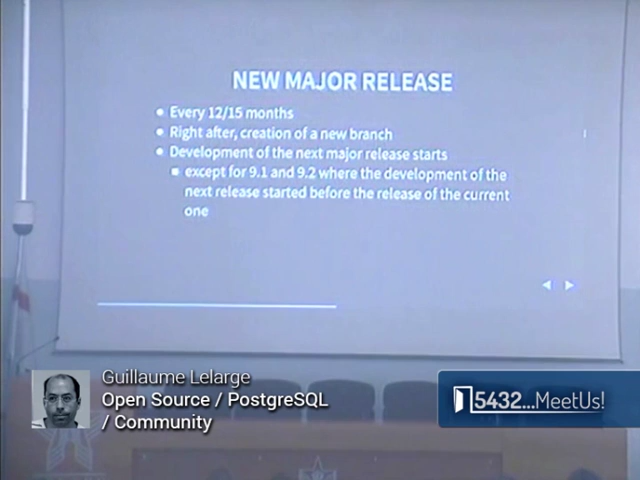 NEW MAJOR RELEASE
• Every 12/15 months
• Right after, creation of a new branch
• Development of the next major release starts
▪ except for 9.1 and 9.2 where the development of the
next release started before the release of the current
one
Guillaume Lelarge
Open Source / PostgreSQL
/ Community
5432...MeetUs!